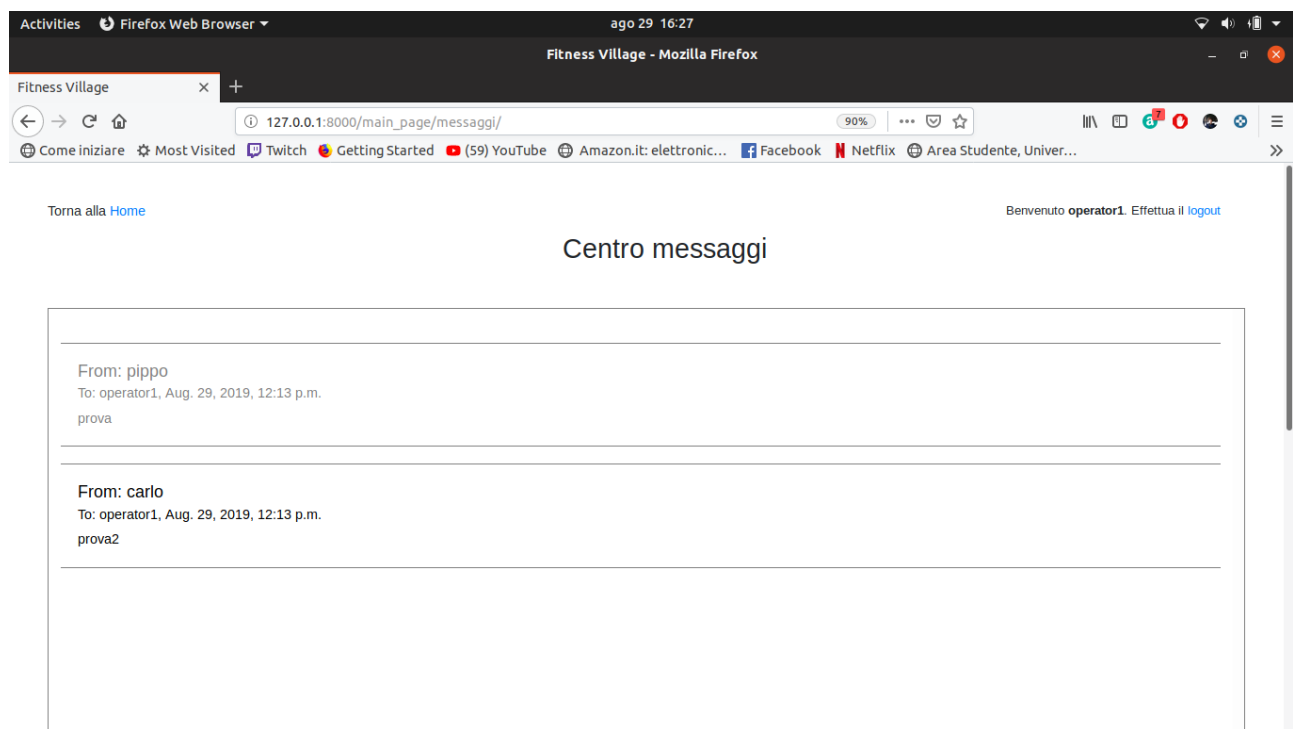 Activities Firefox Web Browser ago 29 16:27
Fitness Village - Mozilla Firefox
Fitness Village
127.0.0.1:8000/main_page/messaggi/ 90% 7
Come iniziare Most Visited Twitch Getting Started (59) YouTube Amazon.it: elettronic... Facebook Netflix Area Studente, Univer...
Torna alla Home Benvenuto operator1. Effettua il logout
Centro messaggi
From: pippo
To: operator1, Aug. 29, 2019, 12:13 p.m.
prova
From: carlo
To: operator1, Aug. 29, 2019, 12:13 p.m.
prova2